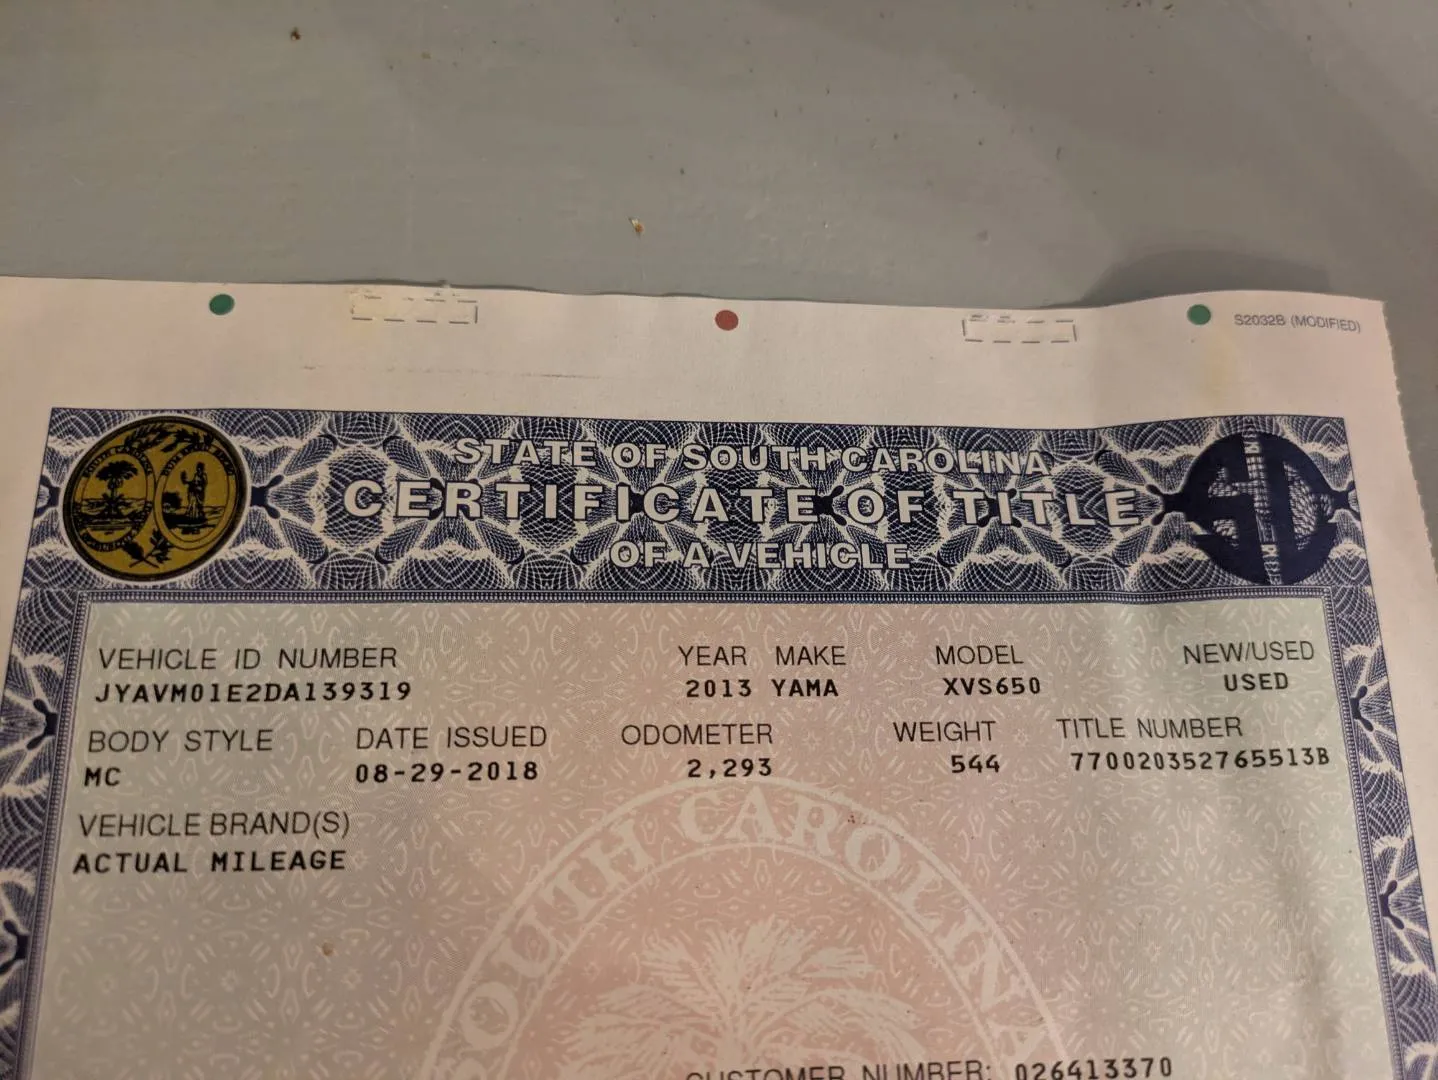 S2032B (MODIFIED)
STATE OF SOUTH CAROLINA
CERTIFICATE OF TITLE
OF A VEHICLE
VEHICLE ID NUMBER YEAR MAKE MODEL NEW/USED
JYAVM01E2DA139319 2013 YAMA XVS650 USED
BODY STYLE DATE ISSUED ODOMETER WEIGHT TITLE NUMBER
MC 08-29-2018 2,293 544 770020352765513B
VEHICLE BRAND(S)
ACTUAL MILEAGE
SOUTH CAROLINA
CUSTOMER NUMBER: 026413370